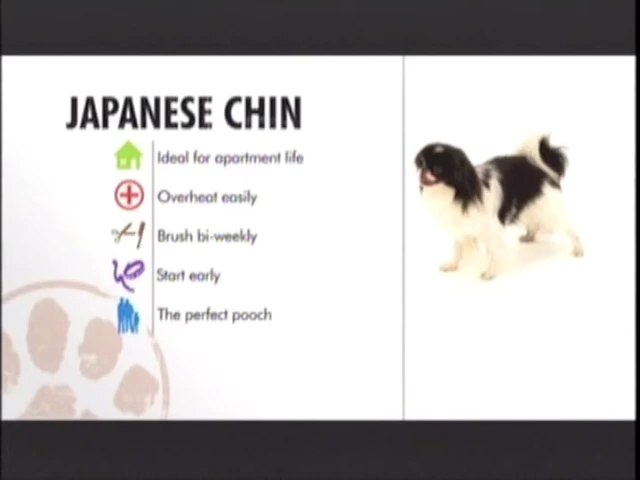 JAPANESE CHIN
Ideal for apartment life
Overheat easily
Brush bi-weekly
Start early
The perfect pooch